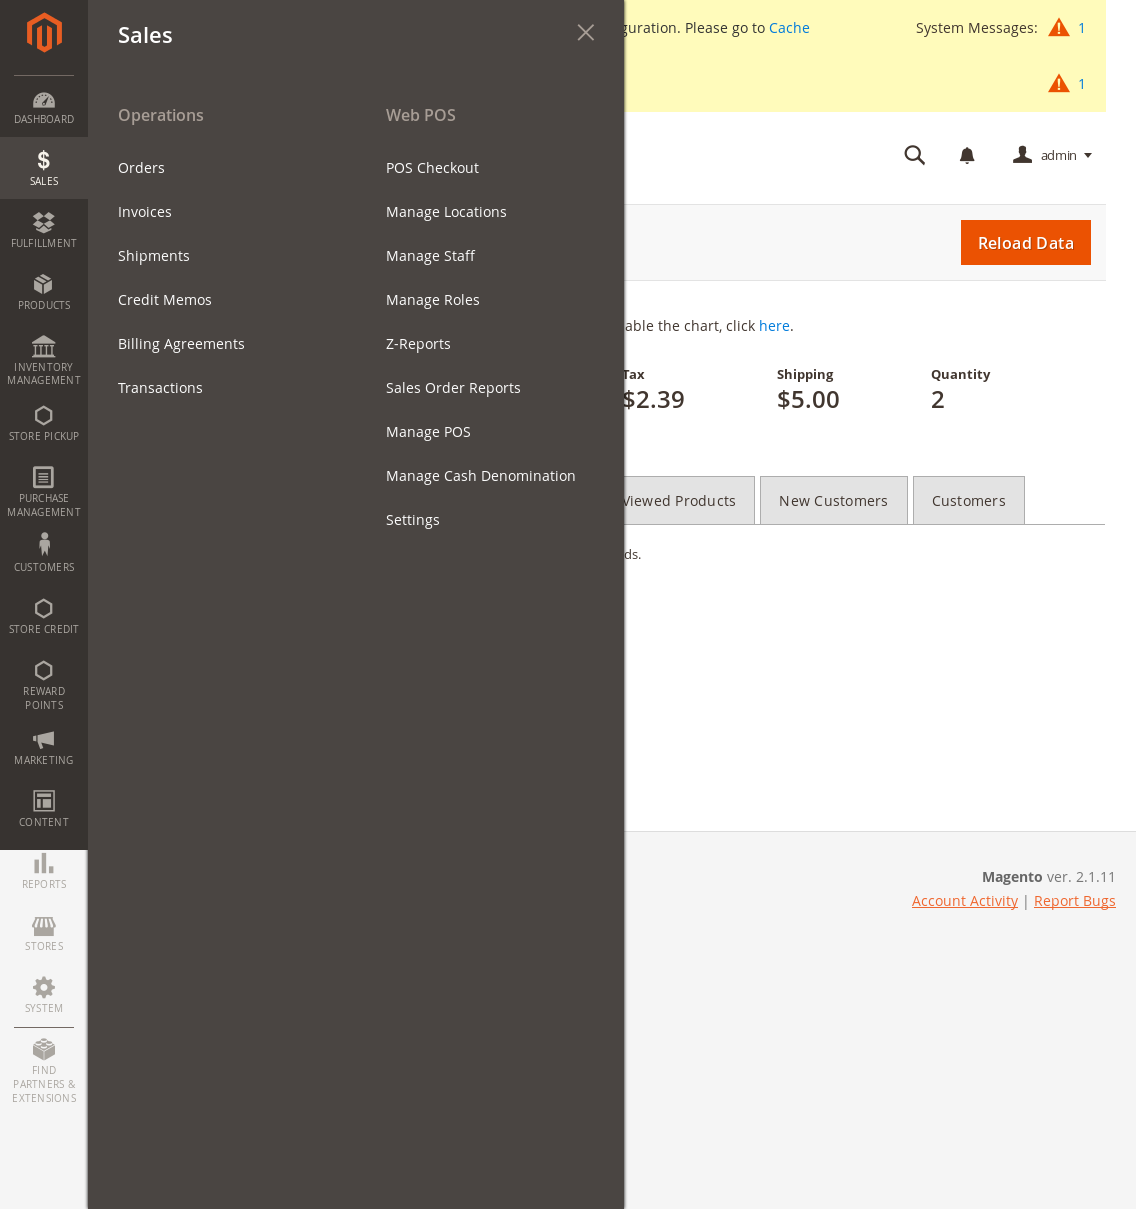 Sales
Operations
Orders
Invoices
Shipments
Credit Memos
Billing Agreements
Transactions
Web POS
POS Checkout
Manage Locations
Manage Staff
Manage Roles
Z-Reports
Sales Order Reports
Manage POS
Manage Cash Denomination
Settings
DASHBOARD
SALES
FULFILLMENT
PRODUCTS
INVENTORY
MANAGEMENT
STORE PICKUP
PURCHASE
MANAGEMENT
CUSTOMERS
STORE CREDIT
REWARD
POINTS
MARKETING
CONTENT
REPORTS
STORES
SYSTEM
FIND
PARTNERS &
EXTENSIONS
guration. Please go to Cache
System Messages: 1
1
admin
Reload Data
able the chart, click here.
Tax
$2.39
Shipping
$5.00
Quantity
2
Viewed Products
New Customers
Customers
ds.
Magento ver. 2.1.11
Account Activity | Report Bugs